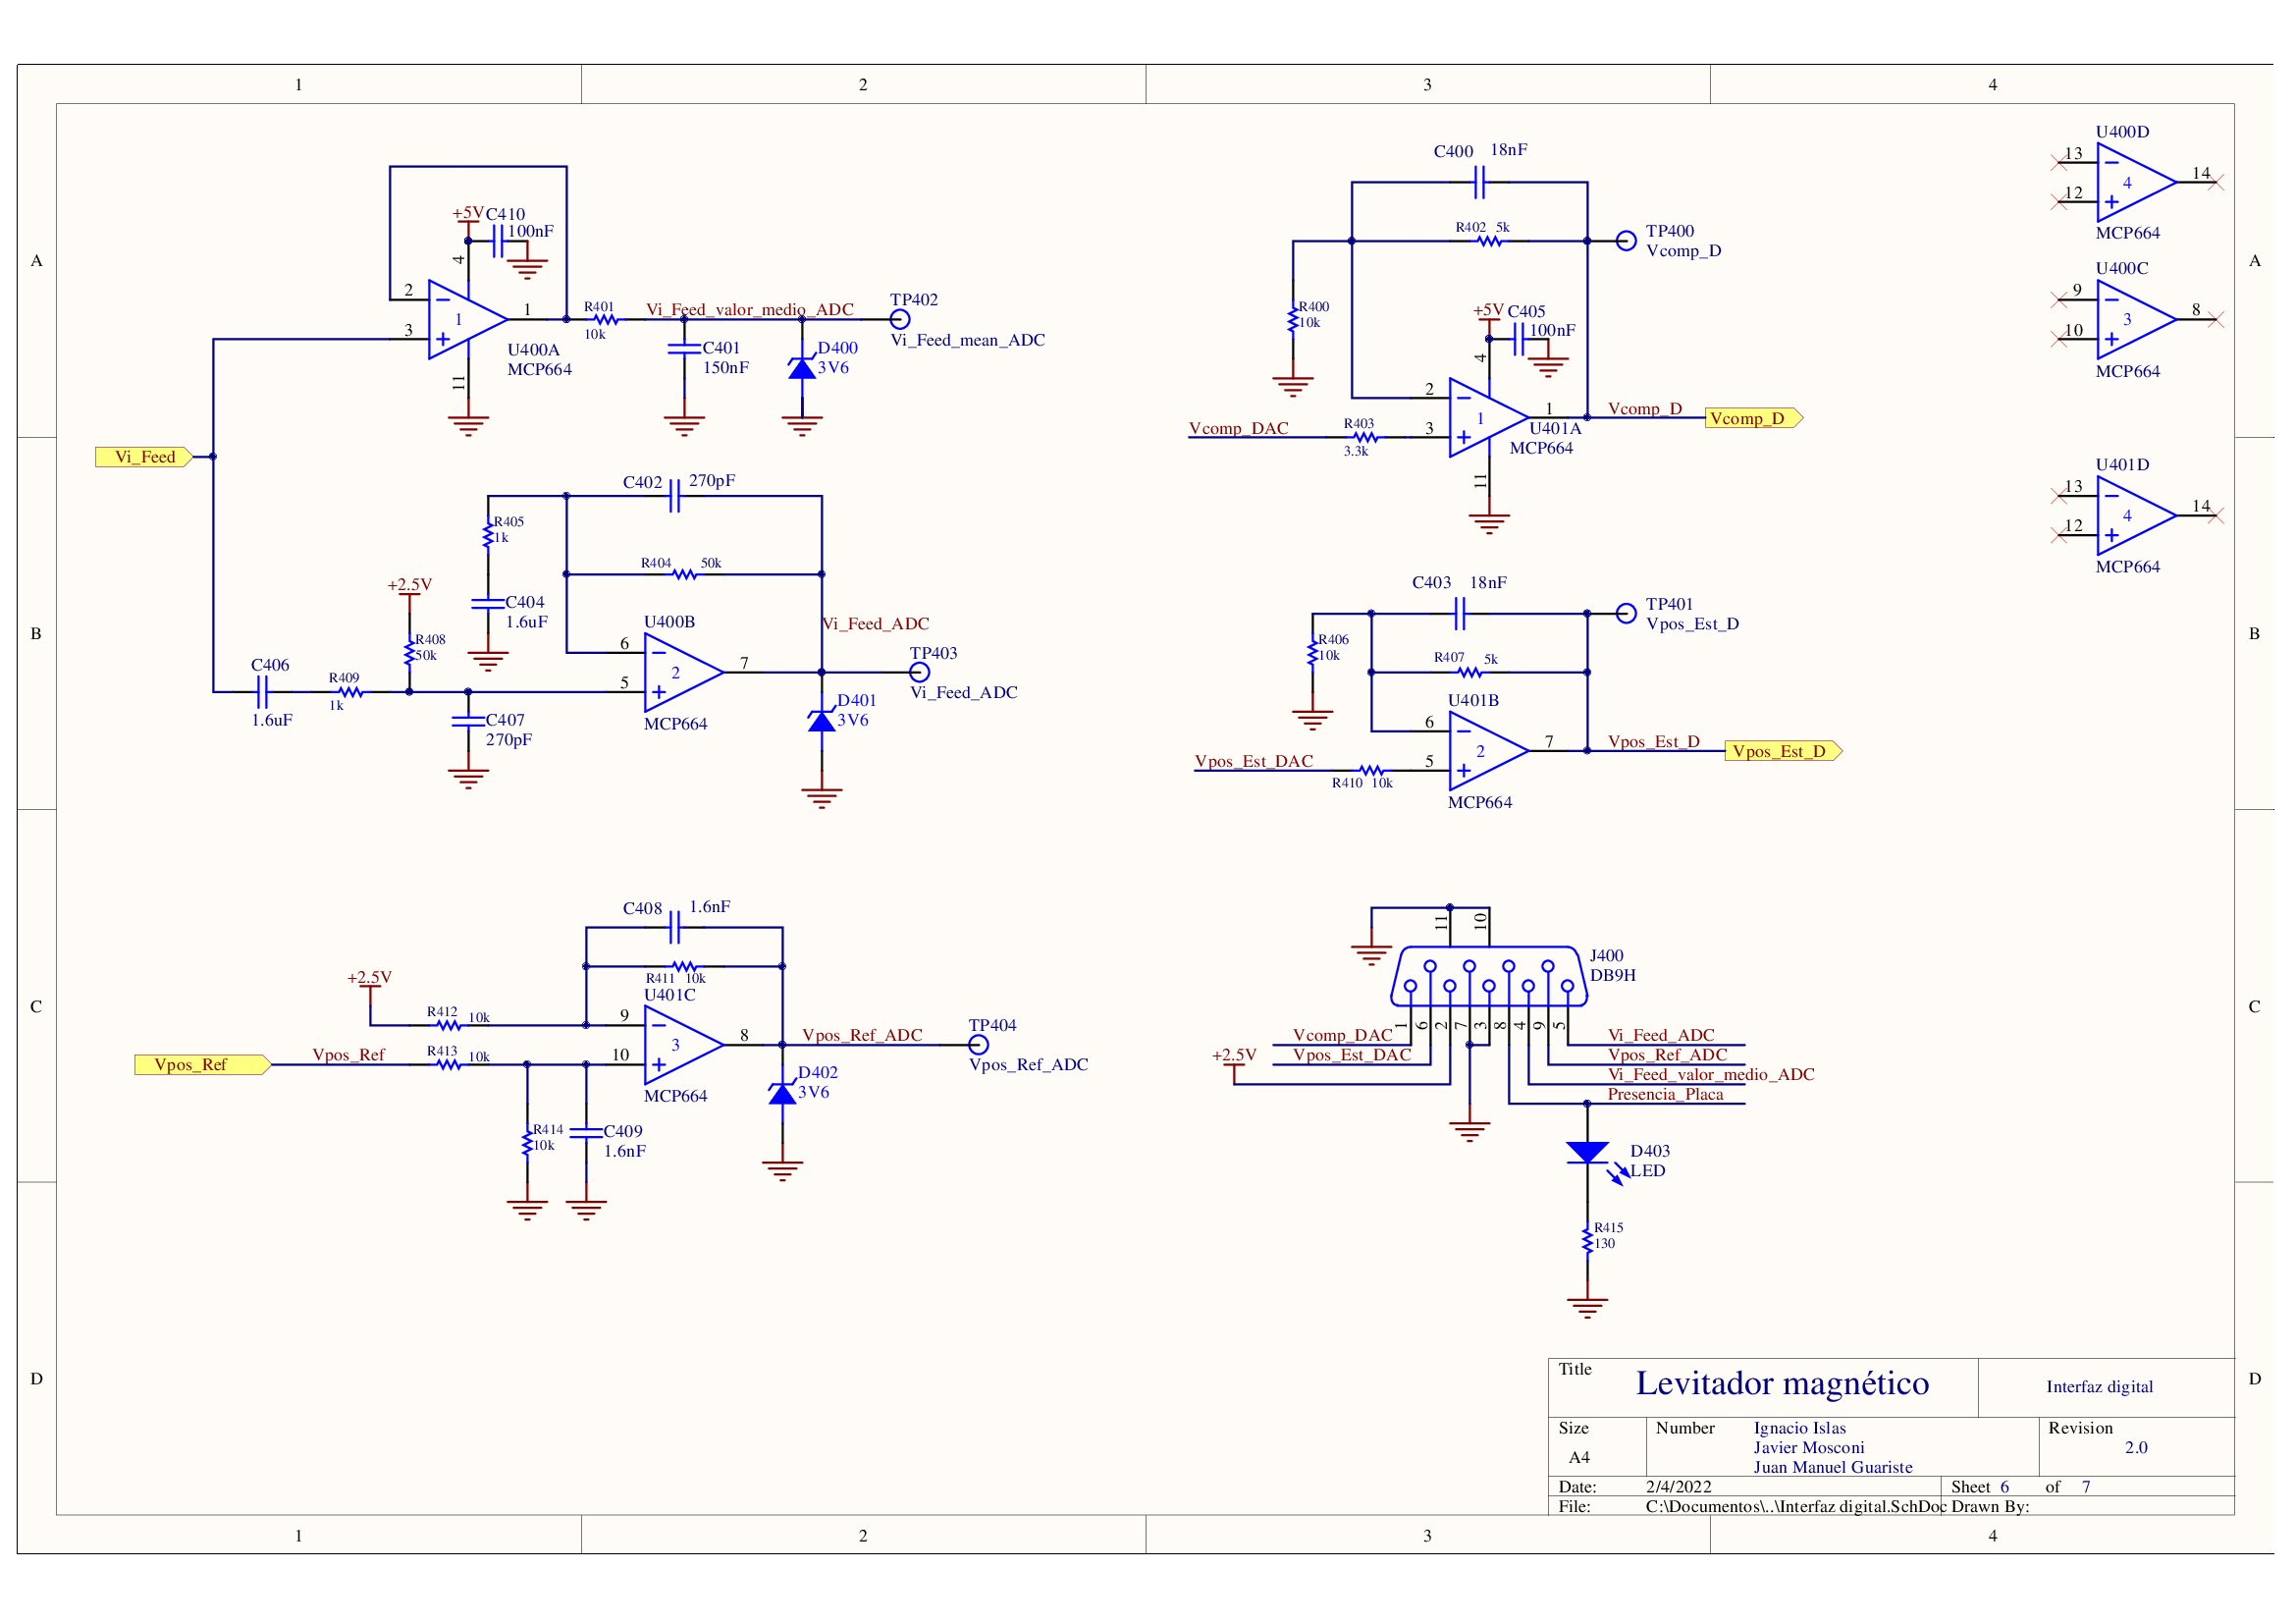 1
2
3
4
A
B
C
D
A
B
C
D
+5V
C410
100nF
4
2
1
1
3
11
U400A
MCP664
R401
10k
Vi_Feed_valor_medio_ADC
TP402
Vi_Feed_mean_ADC
C401
150nF
D400
3V6
Vi_Feed
C402
270pF
R405
1k
R404
50k
+2.5V
C404
1.6uF
R408
50k
U400B
Vi_Feed_ADC
6
2
7
5
MCP664
TP403
Vi_Feed_ADC
C406
1.6uF
R409
1k
C407
270pF
D401
3V6
C408
1.6nF
R411
10k
+2.5V
U401C
R412
10k
9
3
8
10
MCP664
Vpos_Ref
Vpos_Ref
R413
10k
Vpos_Ref_ADC
TP404
Vpos_Ref_ADC
D402
3V6
R414
10k
C409
1.6nF
C400
18nF
R402
5k
TP400
Vcomp_D
R400
10k
+5V
C405
100nF
4
2
1
1
3
11
U401A
MCP664
Vcomp_DAC
R403
3.3k
Vcomp_D
Vcomp_D
C403
18nF
TP401
Vpos_Est_D
R406
10k
R407
5k
U401B
6
2
7
5
MCP664
Vpos_Est_DAC
R410
10k
Vpos_Est_D
Vpos_Est_D
U400D
13
4
14
12
MCP664
U400C
9
3
8
10
MCP664
U401D
13
4
14
12
MCP664
11
10
J400
DB9H
1
6
2
7
3
8
4
9
5
Vcomp_DAC
Vpos_Est_DAC
+2.5V
Vi_Feed_ADC
Vpos_Ref_ADC
Vi_Feed_valor_medio_ADC
Presencia_Placa
D403
LED
R415
130
Title
Levitador magnético
Interfaz digital
Size
A4
Number
Ignacio Islas
Javier Mosconi
Juan Manuel Guariste
Revision
2.0
Date:
2/4/2022
Sheet 6 of 7
File:
C:\Documentos\..\Interfaz digital.SchDoc
Drawn By:
1
2
3
4